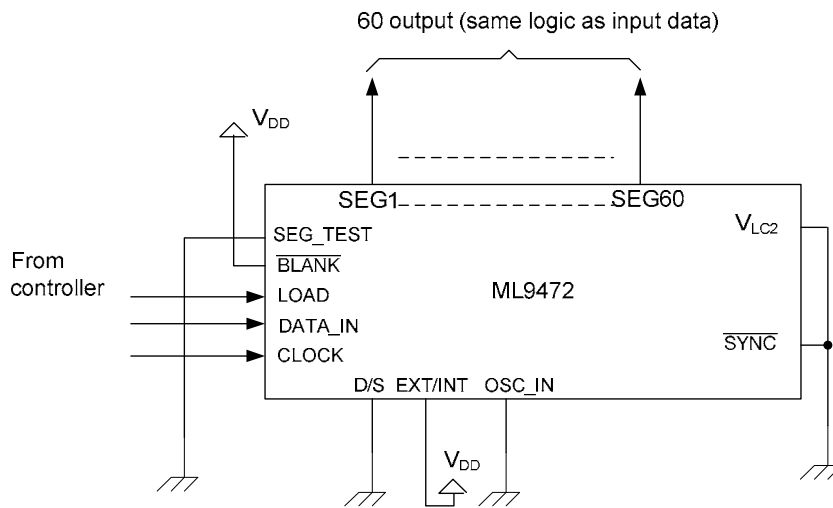 60 output (same logic as input data)
V_DD
SEG1
SEG60
SEG_TEST
V_LC2
BLANK
From
controller
LOAD
ML9472
DATA_IN
SYNC
CLOCK
D/S EXT/INT OSC_IN
V_DD